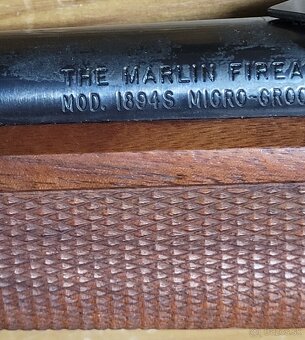 THE MARLIN FIREA
MOD. 1894S MICRO-GROO